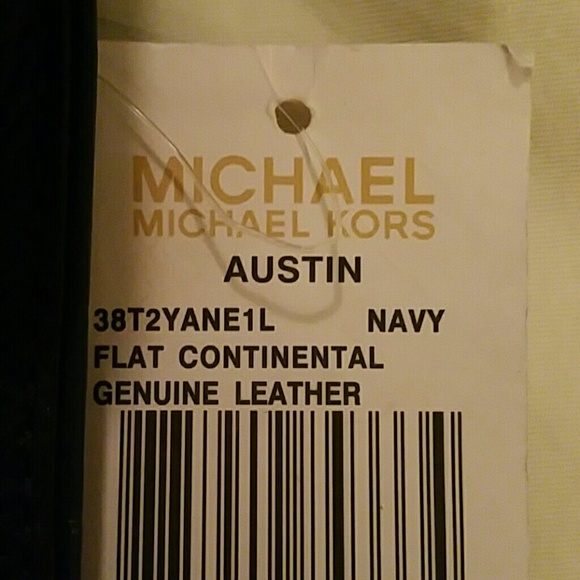 MICHAEL
MICHAEL KORS
AUSTIN
38T2YANE1L NAVY
FLAT CONTINENTAL
GENUINE LEATHER